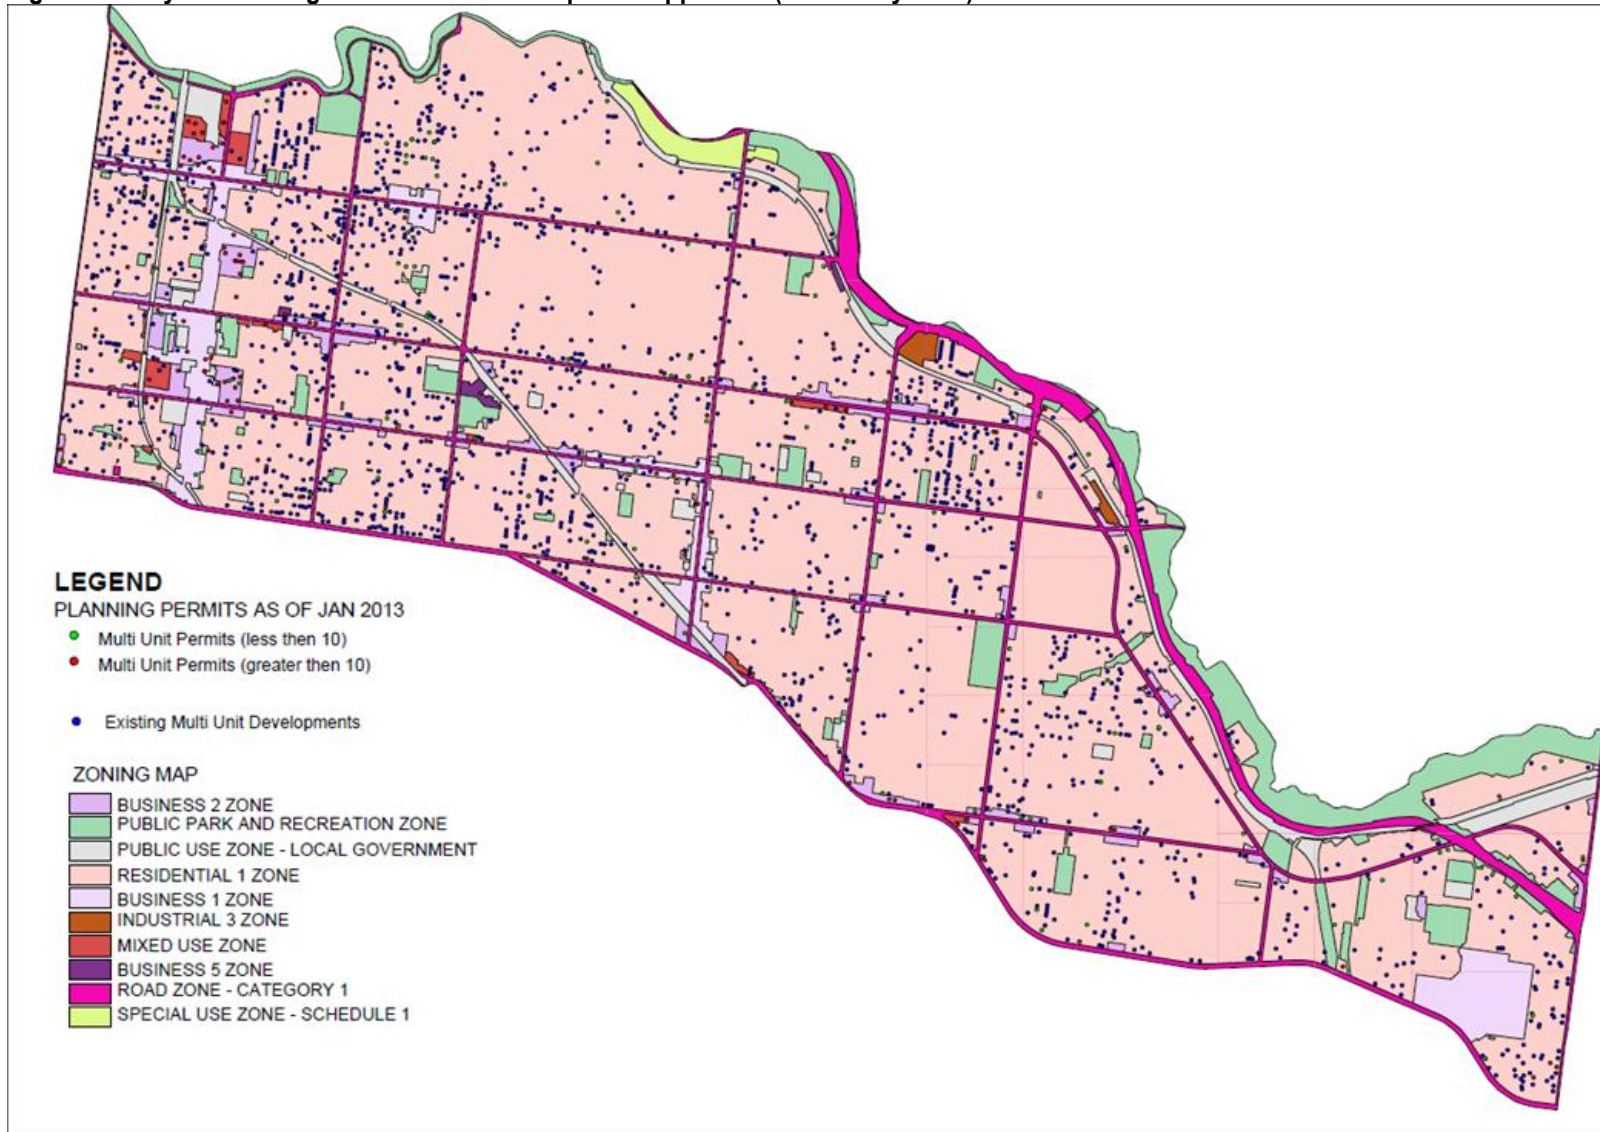 LEGEND
PLANNING PERMITS AS OF JAN 2013
Multi Unit Permits (less then 10)
Multi Unit Permits (greater then 10)
Existing Multi Unit Developments
ZONING MAP
BUSINESS 2 ZONE
PUBLIC PARK AND RECREATION ZONE
PUBLIC USE ZONE - LOCAL GOVERNMENT
RESIDENTIAL 1 ZONE
BUSINESS 1 ZONE
INDUSTRIAL 3 ZONE
MIXED USE ZONE
BUSINESS 5 ZONE
ROAD ZONE - CATEGORY 1
SPECIAL USE ZONE - SCHEDULE 1